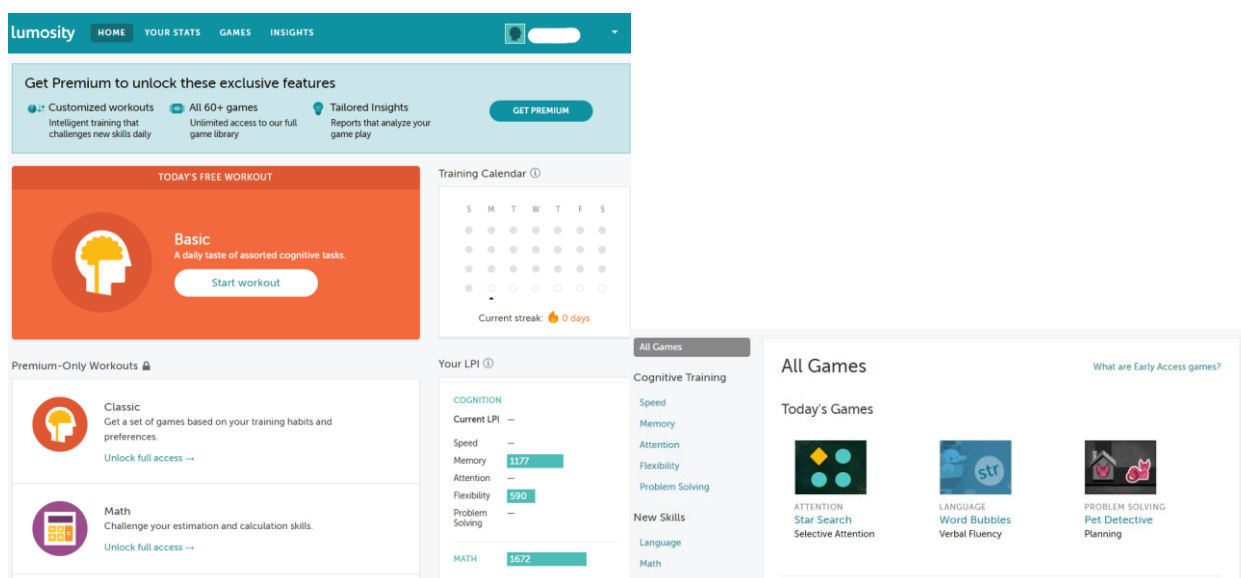 lumosity HOME YOUR STATS GAMES INSIGHTS
Get Premium to unlock these exclusive features
Customized workouts
Intelligent training that
challenges new skills daily
All 60+ games
Unlimited access to our full
game library
Tailored Insights
Reports that analyze your
game play
GET PREMIUM
TODAY'S FREE WORKOUT
Basic
A daily taste of assorted cognitive tasks.
Start workout
Training Calendar
S M T W T F S
Current streak: 0 days
Premium-Only Workouts
Classic
Get a set of games based on your training habits and
preferences.
Unlock full access →
Math
Challenge your estimation and calculation skills.
Unlock full access →
Your LPI
COGNITION
Current LPI —
Speed —
Memory 1177
Attention —
Flexibility 590
Problem
Solving —
MATH 1672
All Games
Cognitive Training
Speed
Memory
Attention
Flexibility
Problem Solving
New Skills
Language
Math
All Games
What are Early Access games?
Today's Games
ATTENTION
Star Search
Selective Attention
str
LANGUAGE
Word Bubbles
Verbal Fluency
PROBLEM SOLVING
Pet Detective
Planning